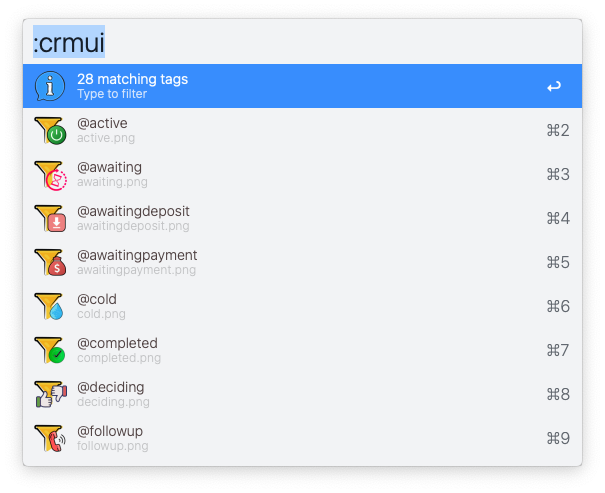 :crmui
28 matching tags
Type to filter
↩
@active
active.png
⌘2
@awaiting
awaiting.png
⌘3
@awaitingdeposit
awaitingdeposit.png
⌘4
@awaitingpayment
awaitingpayment.png
⌘5
@cold
cold.png
⌘6
@completed
completed.png
⌘7
@deciding
deciding.png
⌘8
@followup
followup.png
⌘9